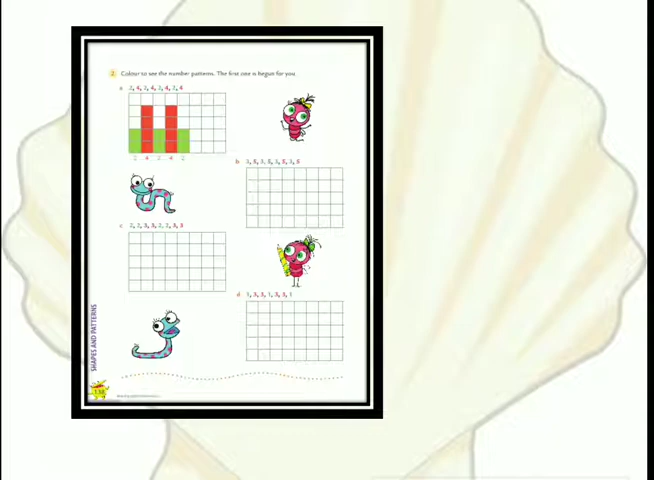 2. Colour to see the number patterns. The first one is begun for you.
a 2, 4, 2, 4, 2, 4, 2, 4
2 4 2 4 2
b 3, 5, 3, 5, 3, 5, 3, 5
c 2, 2, 3, 3, 2, 2, 3, 3
d 1, 3, 3, 1, 3, 3, 1
SHAPES AND PATTERNS